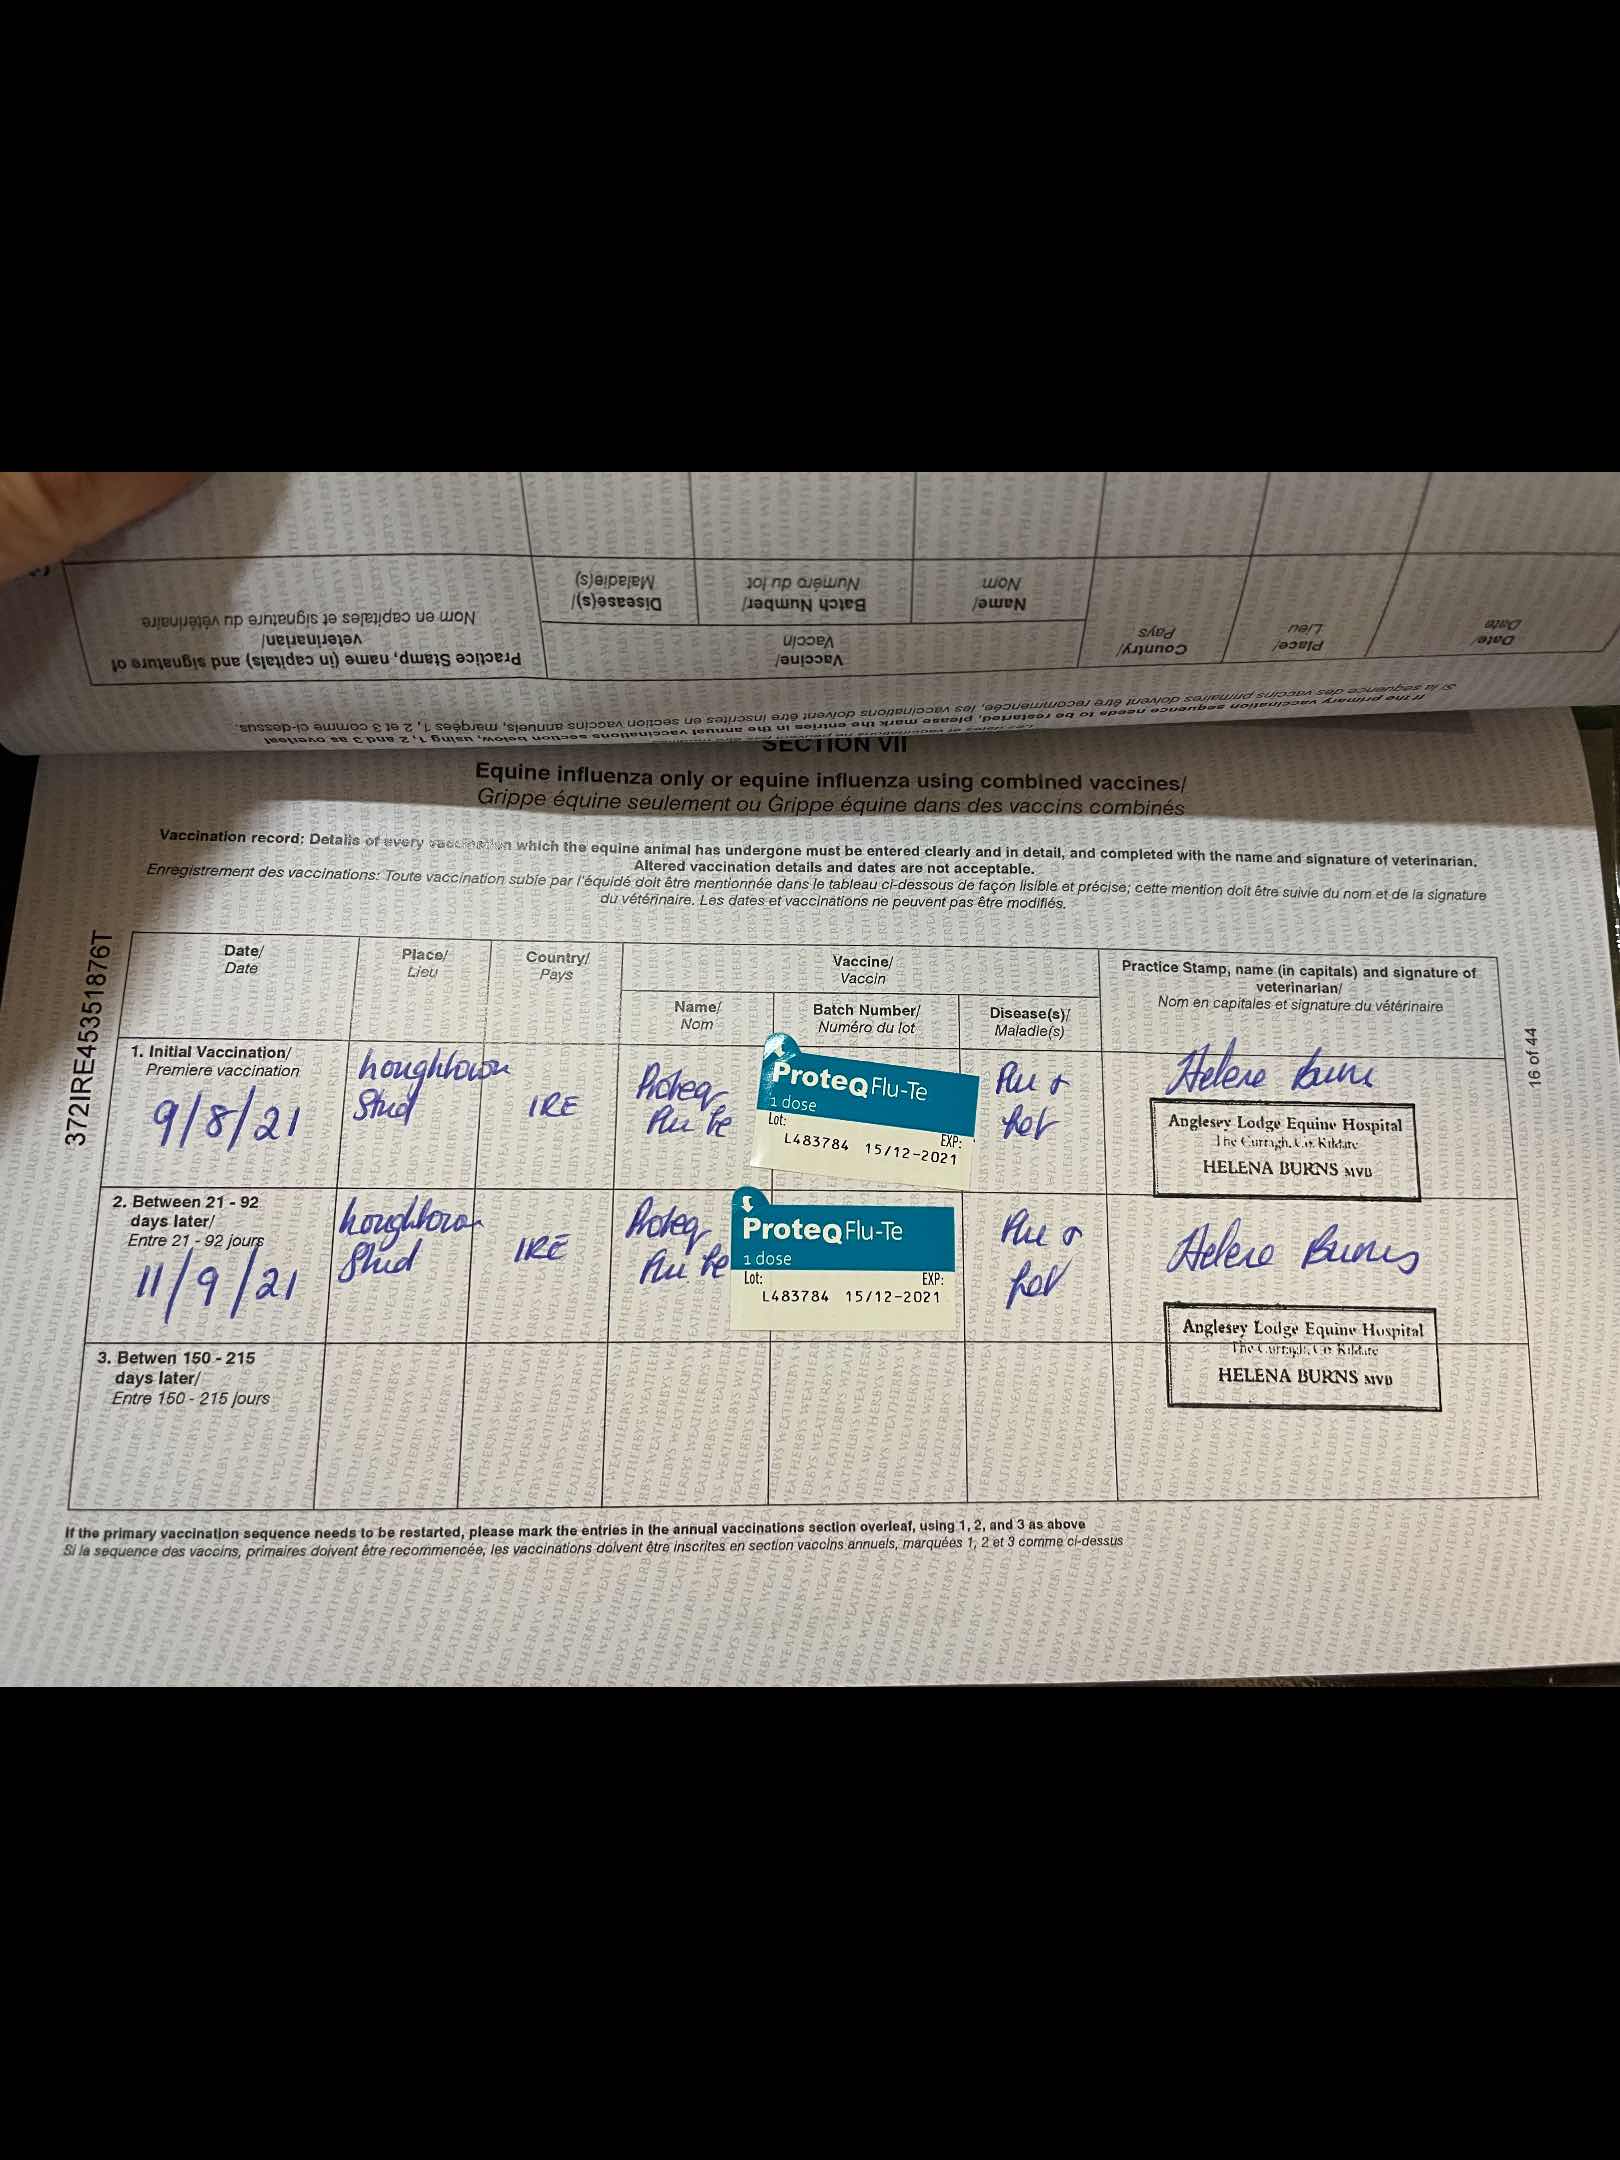 Practice Stamp, name (in capitals) and signature of
veterinarian/
Nom en capitales et signature du vétérinaire
Disease(s)/
Maladie(s)
Vaccine/
Vaccin
Batch Number/
Numéro du lot
Name/
Nom
Country/
Pays
Place/
Lieu
Date/
Date
If the primary vaccination sequence needs to be restarted, please mark the entries in the annual vaccinations section below, using 1, 2 and 3 as overleaf
Si la sequence des vaccins primaires doivent être recommencée, les vaccinations doivent être inscrites en section vaccins annuels, marqées 1, 2 et 3 comme ci-dessus.
SECTION VII
Equine influenza only or equine influenza using combined vaccines/
Grippe équine seulement ou Grippe équine dans des vaccins combinés
Vaccination record: Details of every vaccination which the equine animal has undergone must be entered clearly and in detail, and completed with the name and signature of veterinarian.
Altered vaccination details and dates are not acceptable.
Enregistrement des vaccinations: Toute vaccination subie par l'équidé doit être mentionnée dans le tableau ci-dessous de façon lisible et précise; cette mention doit être suivie du nom et de la signature
du vétérinaire. Les dates et vaccinations ne peuvent pas être modifiés.
372IRE45351876T
Date/
Date
Place/
Lieu
Country/
Pays
Vaccine/
Vaccin
Name/
Nom
Batch Number/
Numéro du lot
Disease(s)/
Maladie(s)
Practice Stamp, name (in capitals) and signature of
veterinarian/
Nom en capitales et signature du vétérinaire
16 of 44
1. Initial Vaccination/
Premiere vaccination
9/8/21
Loughtown
Stud
IRE
Proteq
Flu Te
ProteQ Flu-Te
1 dose
Lot:
EXP:
L483784 15/12-2021
Flu &
Tet
Helena Burns
Anglesey Lodge Equine Hospital
The Curragh, Co. Kildare
HELENA BURNS MVB
2. Between 21 - 92
days later/
Entre 21 - 92 jours
11/9/21
Loughtown
Stud
IRE
Proteq
Flu Te
ProteQ Flu-Te
1 dose
Lot:
EXP:
L483784 15/12-2021
Flu &
Tet
Helena Burns
Anglesey Lodge Equine Hospital
The Curragh, Co. Kildare
HELENA BURNS MVB
3. Betwen 150 - 215
days later/
Entre 150 - 215 jours
If the primary vaccination sequence needs to be restarted, please mark the entries in the annual vaccinations section overleaf, using 1, 2, and 3 as above
Si la sequence des vaccins, primaires doivent être recommencée, les vaccinations doivent être inscrites en section vaccins annuels, marquées 1, 2 et 3 comme ci-dessus